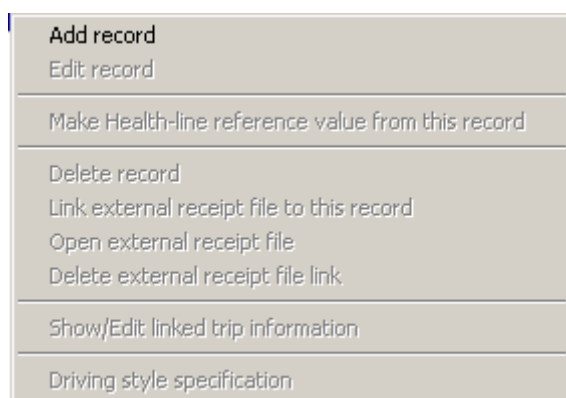 Add record
Edit record
Make Health-line reference value from this record
Delete record
Link external receipt file to this record
Open external receipt file
Delete external receipt file link
Show/Edit linked trip information
Driving style specification